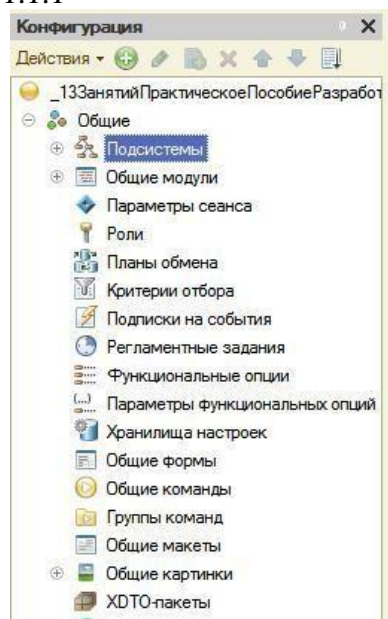 1.1.1
Конфигурация
Действия
_13ЗанятийПрактическоеПособиеРазработ
Общие
Подсистемы
Общие модули
Параметры сеанса
Роли
Планы обмена
Критерии отбора
Подписки на события
Регламентные задания
Функциональные опции
Параметры функциональных опций
Хранилища настроек
Общие формы
Общие команды
Группы команд
Общие макеты
Общие картинки
XDTO-пакеты